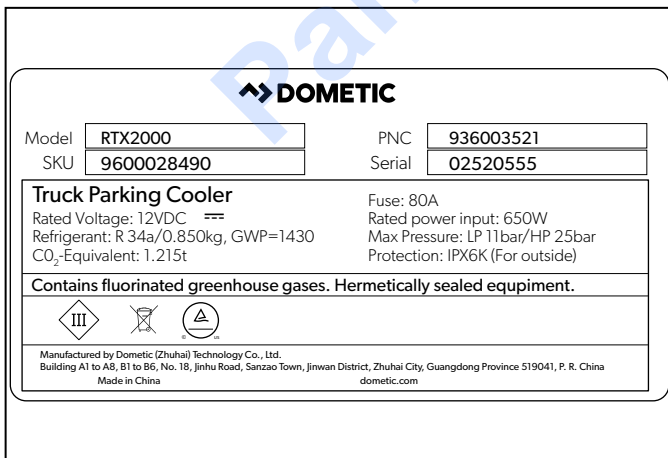 DOMETIC
Model RTX2000 PNC 936003521
SKU 9600028490 Serial 02520555
Truck Parking Cooler
Rated Voltage: 12VDC
Refrigerant: R 34a/0.850kg, GWP=1430
C0₂-Equivalent: 1.215t
Fuse: 80A
Rated power input: 650W
Max Pressure: LP 11bar/HP 25bar
Protection: IPX6K (For outside)
Contains fluorinated greenhouse gases. Hermetically sealed equpiment.
III
Manufactured by Dometic (Zhuhai) Technology Co., Ltd.
Building A1 to A8, B1 to B6, No. 18, Jinhu Road, Sanzao Town, Jinwan District, Zhuhai City, Guangdong Province 519041, P. R. China
Made in China dometic.com